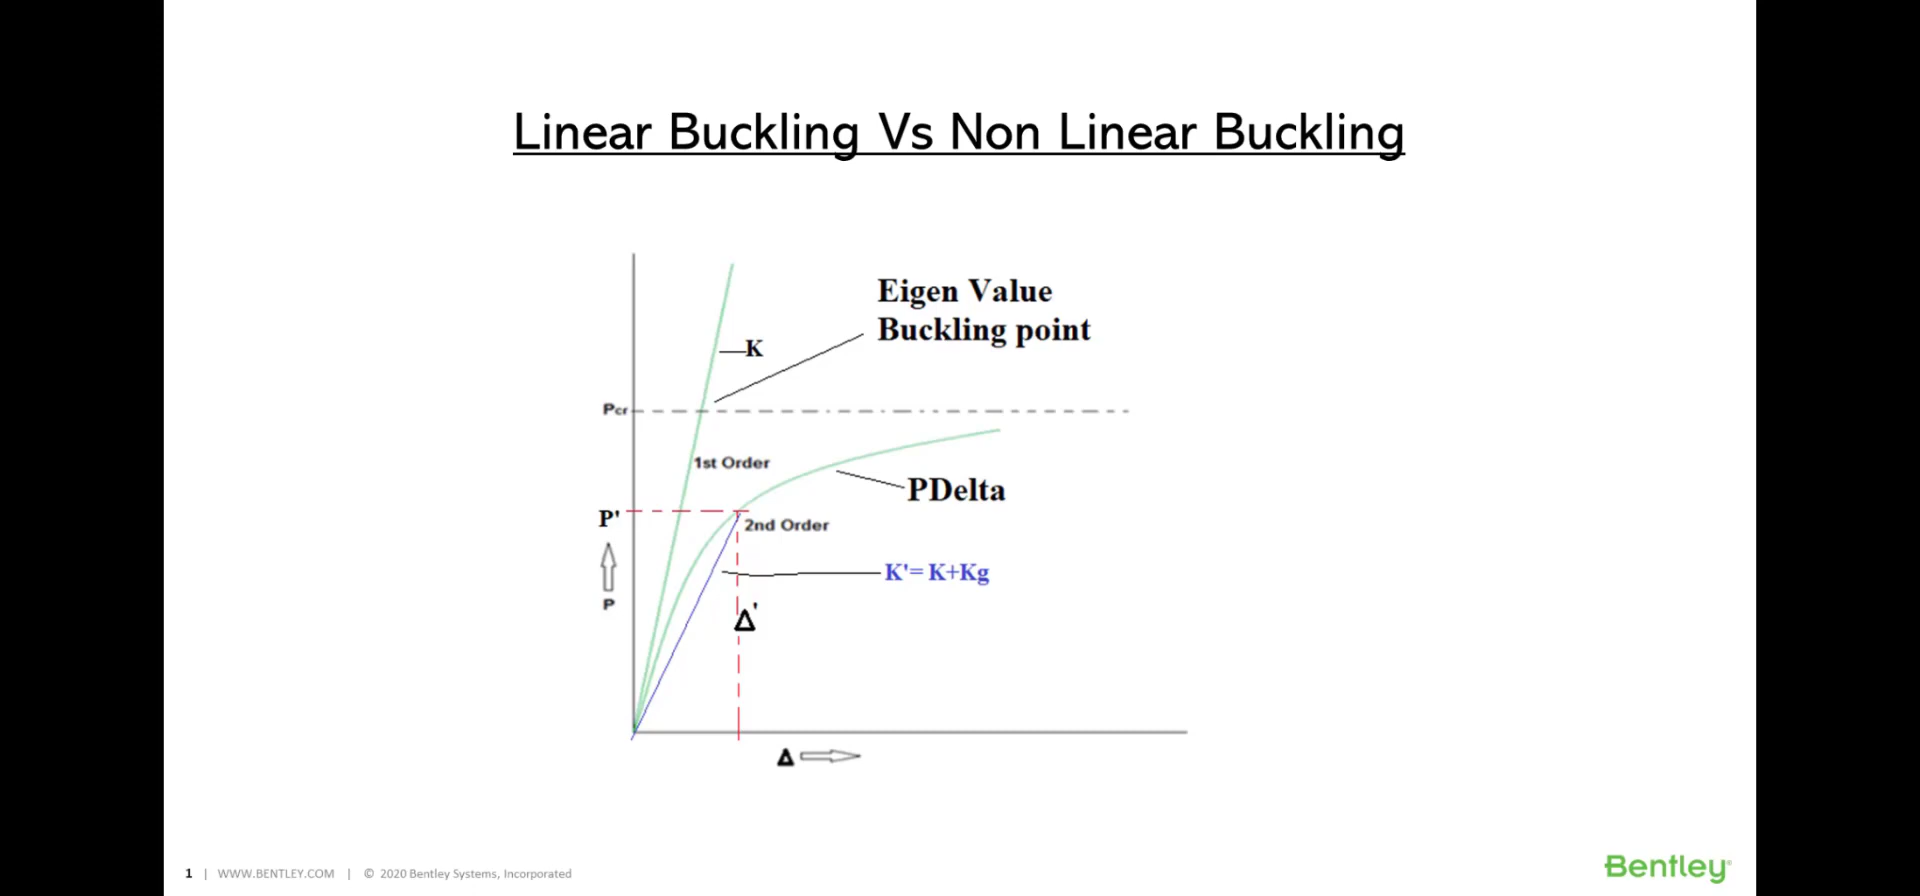 Linear Buckling Vs Non Linear Buckling
Eigen Value
Buckling point
K
Pcr
1st Order
PDelta
P'
2nd Order
K'= K+Kg
P
Δ'
Δ
1 | WWW.BENTLEY.COM | © 2020 Bentley Systems, Incorporated
Bentley®